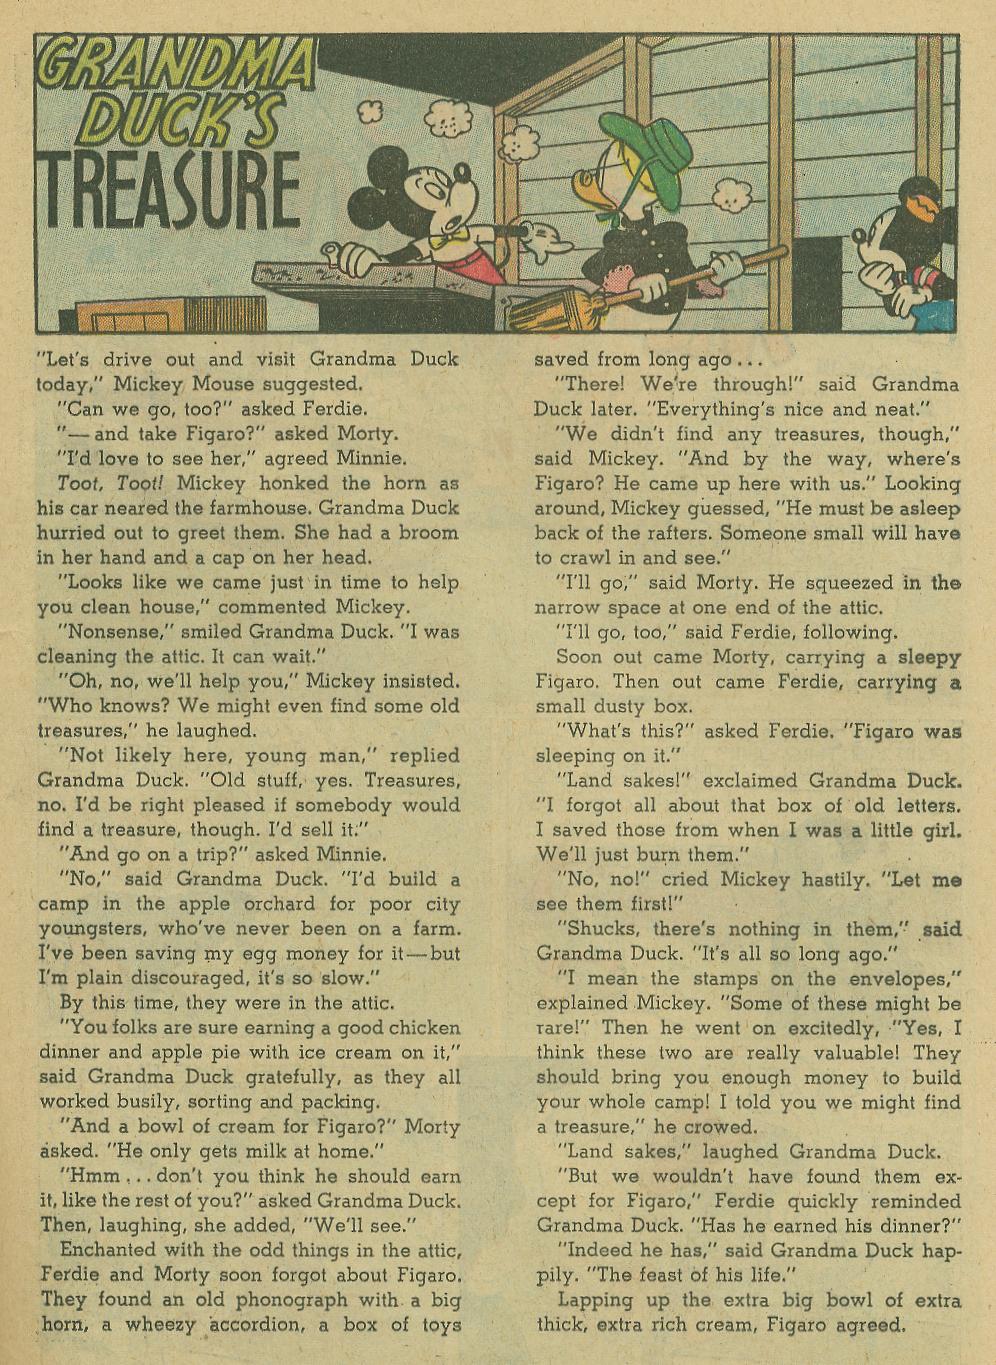 GRANDMA
DUCK'S
TREASURE
"Let's drive out and visit Grandma Duck
today," Mickey Mouse suggested.
"Can we go, too?" asked Ferdie.
"—and take Figaro?" asked Morty.
"I'd love to see her," agreed Minnie.
Toot, Toot! Mickey honked the horn as
his car neared the farmhouse. Grandma Duck
hurried out to greet them. She had a broom
in her hand and a cap on her head.
"Looks like we came just in time to help
you clean house," commented Mickey.
"Nonsense," smiled Grandma Duck. "I was
cleaning the attic. It can wait."
"Oh, no, we'll help you," Mickey insisted.
"Who knows? We might even find some old
treasures," he laughed.
"Not likely here, young man," replied
Grandma Duck. "Old stuff, yes. Treasures,
no. I'd be right pleased if somebody would
find a treasure, though. I'd sell it."
"And go on a trip?" asked Minnie.
"No," said Grandma Duck. "I'd build a
camp in the apple orchard for poor city
youngsters, who've never been on a farm.
I've been saving my egg money for it—but
I'm plain discouraged, it's so slow."
By this time, they were in the attic.
"You folks are sure earning a good chicken
dinner and apple pie with ice cream on it,"
said Grandma Duck gratefully, as they all
worked busily, sorting and packing.
"And a bowl of cream for Figaro?" Morty
asked. "He only gets milk at home."
"Hmm . . . don't you think he should earn
it, like the rest of you?" asked Grandma Duck.
Then, laughing, she added, "We'll see."
Enchanted with the odd things in the attic,
Ferdie and Morty soon forgot about Figaro.
They found an old phonograph with a big
horn, a wheezy accordion, a box of toys
saved from long ago . . .
"There! We're through!" said Grandma
Duck later. "Everything's nice and neat."
"We didn't find any treasures, though,"
said Mickey. "And by the way, where's
Figaro? He came up here with us." Looking
around, Mickey guessed, "He must be asleep
back of the rafters. Someone small will have
to crawl in and see."
"I'll go," said Morty. He squeezed in the
narrow space at one end of the attic.
"I'll go, too," said Ferdie, following.
Soon out came Morty, carrying a sleepy
Figaro. Then out came Ferdie, carrying a
small dusty box.
"What's this?" asked Ferdie. "Figaro was
sleeping on it."
"Land sakes!" exclaimed Grandma Duck.
"I forgot all about that box of old letters.
I saved those from when I was a little girl.
We'll just burn them."
"No, no!" cried Mickey hastily. "Let me
see them first!"
"Shucks, there's nothing in them," said
Grandma Duck. "It's all so long ago."
"I mean the stamps on the envelopes,"
explained Mickey. "Some of these might be
rare!" Then he went on excitedly, "Yes, I
think these two are really valuable! They
should bring you enough money to build
your whole camp! I told you we might find
a treasure," he crowed.
"Land sakes," laughed Grandma Duck.
"But we wouldn't have found them ex-
cept for Figaro," Ferdie quickly reminded
Grandma Duck. "Has he earned his dinner?"
"Indeed he has," said Grandma Duck hap-
pily. "The feast of his life."
Lapping up the extra big bowl of extra
thick, extra rich cream, Figaro agreed.